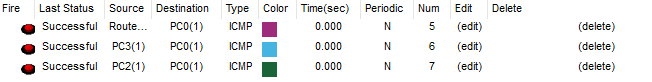 Fire Last Status Source Destination Type Color Time(sec) Periodic Num Edit Delete
Successful Route... PC0(1) ICMP 0.000 N 5 (edit) (delete)
Successful PC3(1) PC0(1) ICMP 0.000 N 6 (edit) (delete)
Successful PC2(1) PC0(1) ICMP 0.000 N 7 (edit) (delete)